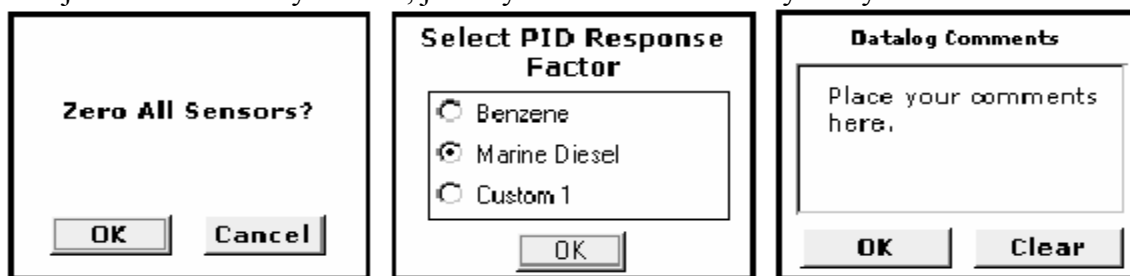 Zero All Sensors?
OK Cancel
Select PID Response
Factor
Benzene
Marine Diesel
Custom 1
OK
Datalog Comments
Place your comments
here.
OK Clear